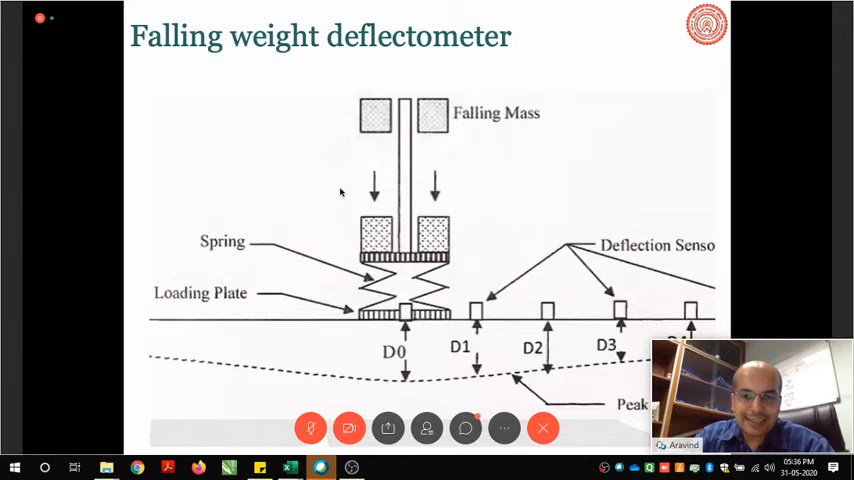 Falling weight deflectometer
Falling Mass
Spring
Deflection Senso
Loading Plate
D0
D1
D2
D3
Peak
Aravind
05:36 PM
31-05-2020